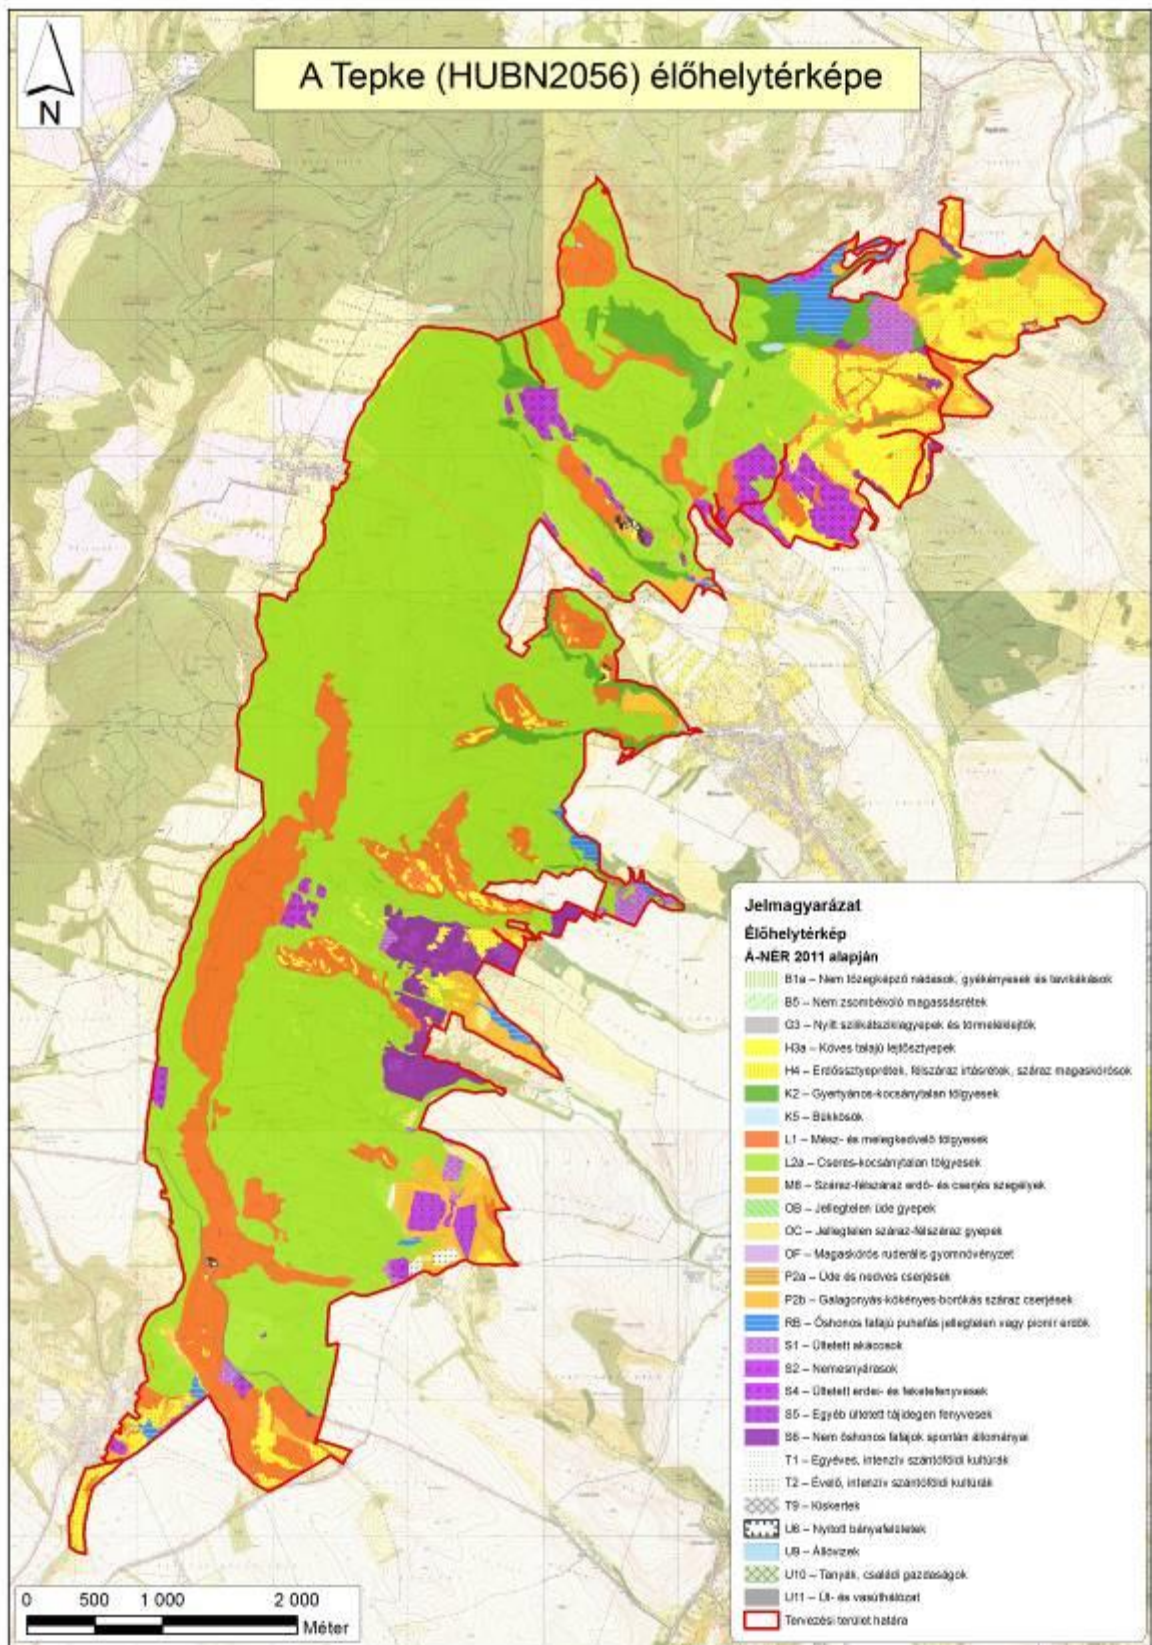 N
A Tepke (HUBN2056) élőhelytérképe
Jelmagyarázat
Élőhelytérkép
Á-NÉR 2011 alapján
B1a – Nem tőzegképző nádasok, gyékényesek és tavikákások
B5 – Nem zsombékoló magassásrétek
G3 – Nyílt szilikátsziklagyepek és törmeléklejtők
H3a – Köves talajú lejtősztyepek
H4 – Erdőssztyeprétek, félszáraz irtásrétek, száraz magaskórósok
K2 – Gyertyános-kocsánytalan tölgyesek
K5 – Bükkösök
L1 – Mész- és melegkedvelő tölgyesek
L2a – Cseres-kocsánytalan tölgyesek
M8 – Száraz-félszáraz erdő- és cserjés szegélyek
OB – Jellegtelen üde gyepek
OC – Jellegtelen száraz-félszáraz gyepek
OF – Magaskórós ruderális gyomnövényzet
P2a – Üde és nedves cserjések
P2b – Galagonyás-kökényes-borókás száraz cserjések
RB – Őshonos fafajú puhafás jellegtelen vagy pionír erdők
S1 – Ültetett akácosok
S2 – Nemesnyárasok
S4 – Ültetett erdei- és feketefenyvesek
S5 – Egyéb ültetett tájidegen fenyvesek
S6 – Nem őshonos fafajok spontán állományai
T1 – Egyéves, intenzív szántóföldi kultúrák
T2 – Évelő, intenzív szántóföldi kultúrák
T9 – Kiskertek
U6 – Nyitott bányafelületek
U9 – Állóvizek
U10 – Tanyák, családi gazdaságok
U11 – Út- és vasúthálózat
Tervezési terület határa
0 500 1 000 2 000
Méter